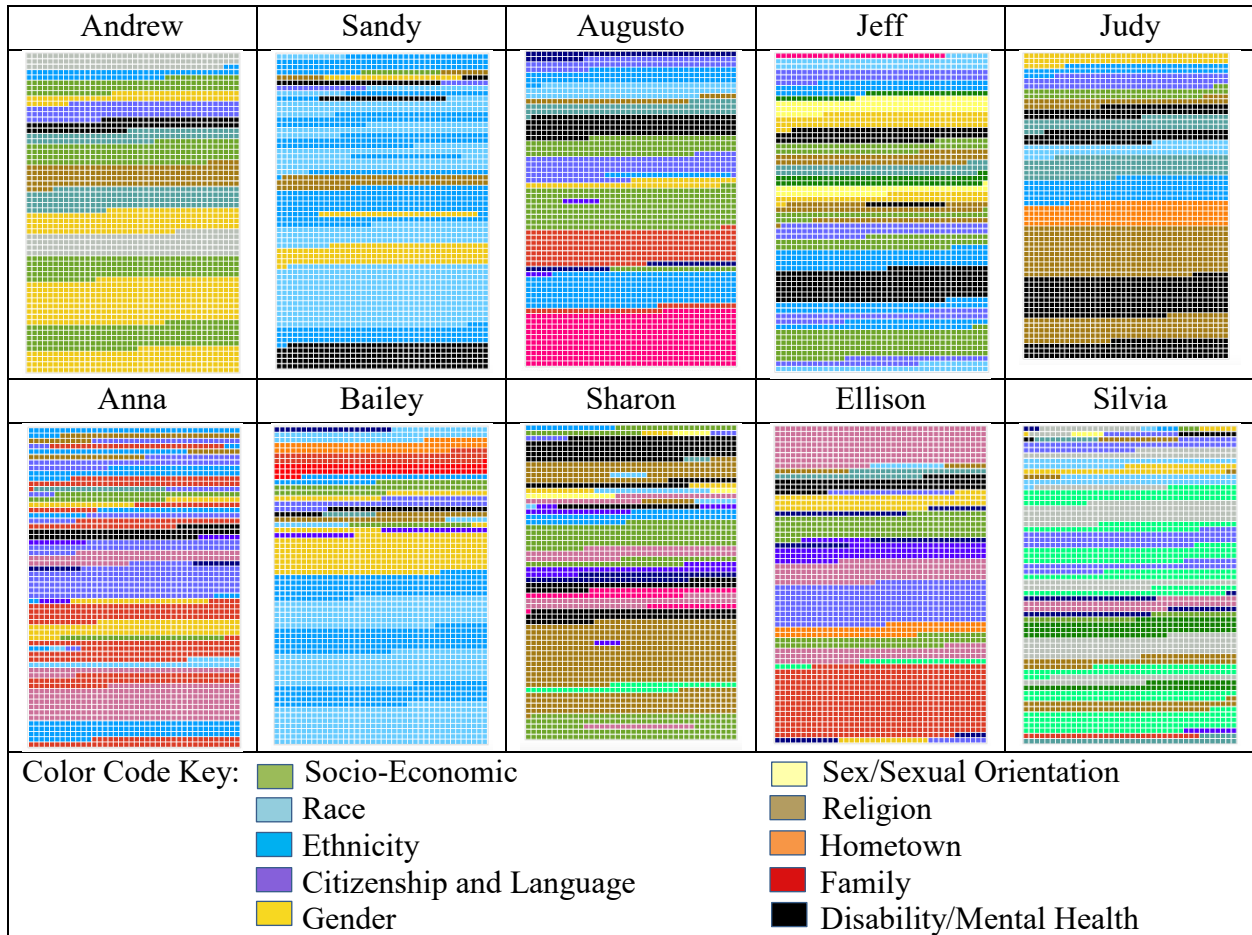 Andrew Sandy Augusto Jeff Judy
Anna Bailey Sharon Ellison Silvia
Color Code Key: Socio-Economic Sex/Sexual Orientation
Race Religion
Ethnicity Hometown
Citizenship and Language Family
Gender Disability/Mental Health